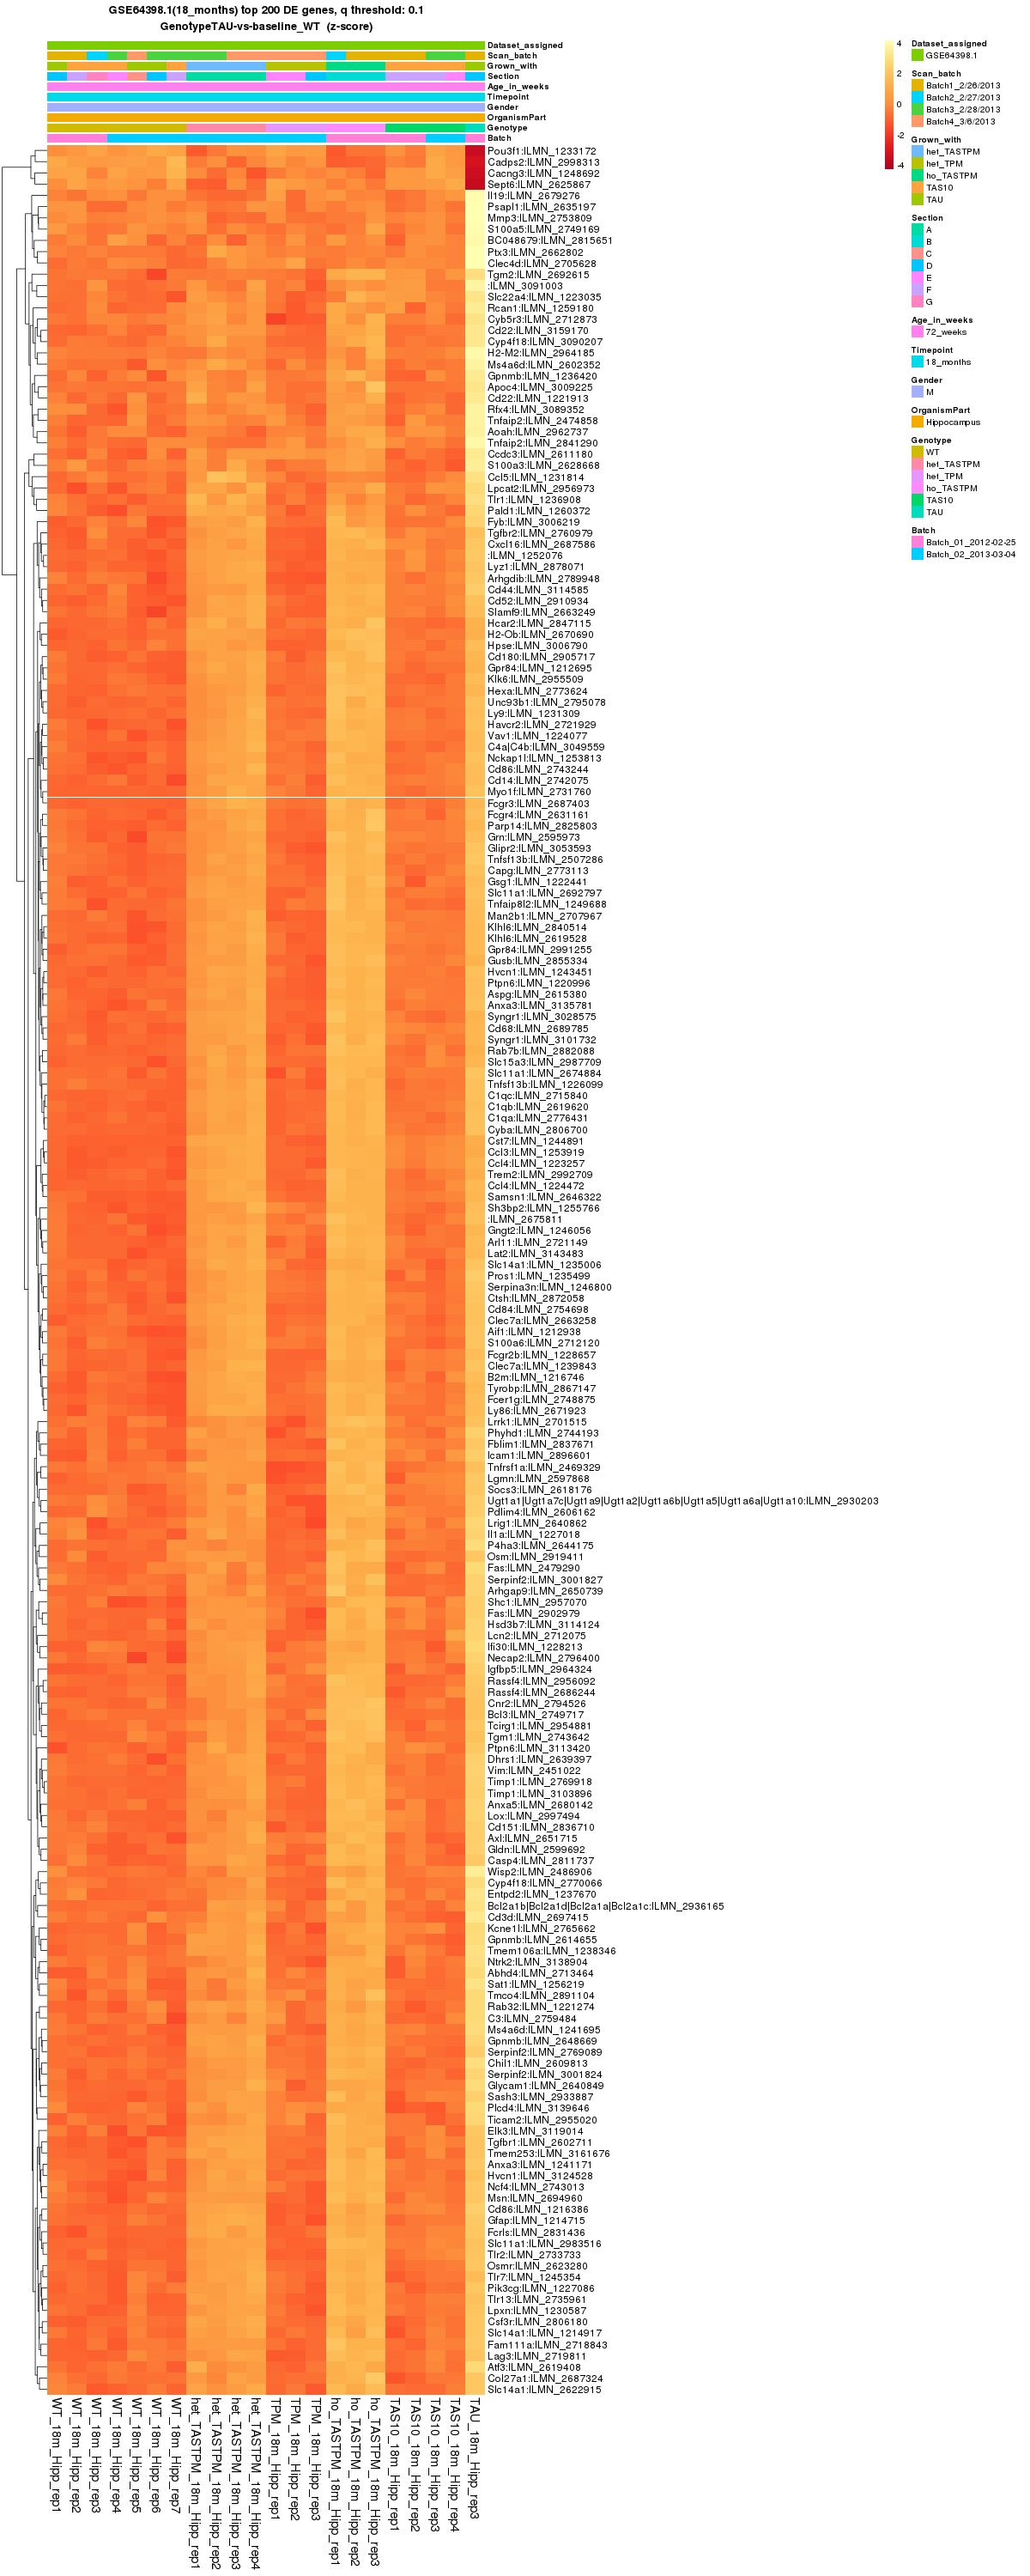 GSE64398.1(18_months) top 200 DE genes, q threshold: 0.1
GenotypeTAU-vs-baseline_WT (z-score)
Dataset_assigned
Scan_batch
Grown_with
Section
Age_in_weeks
Timepoint
Gender
OrganismPart
Genotype
Batch
4
2
0
-2
-4
Dataset_assigned
GSE64398.1
Scan_batch
Batch1_2/26/2013
Batch2_2/27/2013
Batch3_2/28/2013
Batch4_3/6/2013
Grown_with
het_TASTPM
het_TPM
ho_TASTPM
TAS10
TAU
Section
A
B
C
D
E
F
G
Age_in_weeks
72_weeks
Timepoint
18_months
Gender
M
OrganismPart
Hippocampus
Genotype
WT
het_TASTPM
het_TPM
ho_TASTPM
TAS10
TAU
Batch
Batch_01_2012-02-25
Batch_02_2013-03-04
Pou3f1:ILMN_1233172
Cadps2:ILMN_2998313
Cacng3:ILMN_1248692
Sept6:ILMN_2625867
Il19:ILMN_2679276
Psapl1:ILMN_2635197
Mmp3:ILMN_2753809
S100a5:ILMN_2749169
BC048679:ILMN_2815651
Ptx3:ILMN_2662802
Clec4d:ILMN_2705628
Tgm2:ILMN_2692615
:ILMN_3091003
Slc22a4:ILMN_1223035
Rcan1:ILMN_1259180
Cyb5r3:ILMN_2712873
Cd22:ILMN_3159170
Cyp4f18:ILMN_3090207
H2-M2:ILMN_2964185
Ms4a6d:ILMN_2602352
Gpnmb:ILMN_1236420
Apoc4:ILMN_3009225
Cd22:ILMN_1221913
Rfx4:ILMN_3089352
Tnfaip2:ILMN_2474858
Aoah:ILMN_2962737
Tnfaip2:ILMN_2841290
Ccdc3:ILMN_2611180
S100a3:ILMN_2628668
Ccl5:ILMN_1231814
Lpcat2:ILMN_2956973
Tlr1:ILMN_1236908
Pald1:ILMN_1260372
Fyb:ILMN_3006219
Tgfbr2:ILMN_2760979
Cxcl16:ILMN_2687586
:ILMN_1252076
Lyz1:ILMN_2878071
Arhgdib:ILMN_2789948
Cd44:ILMN_3114585
Cd52:ILMN_2910934
Slamf9:ILMN_2663249
Hcar2:ILMN_2847115
H2-Ob:ILMN_2670690
Hpse:ILMN_3006790
Cd180:ILMN_2905717
Gpr84:ILMN_1212695
Klk6:ILMN_2955509
Hexa:ILMN_2773624
Unc93b1:ILMN_2795078
Ly9:ILMN_1231309
Havcr2:ILMN_2721929
Vav1:ILMN_1224077
C4a|C4b:ILMN_3049559
Nckap1l:ILMN_1253813
Cd86:ILMN_2743244
Cd14:ILMN_2742075
Myo1f:ILMN_2731760
Fcgr3:ILMN_2687403
Fcgr4:ILMN_2631161
Parp14:ILMN_2825803
Grn:ILMN_2595973
Glipr2:ILMN_3053593
Tnfsf13b:ILMN_2507286
Capg:ILMN_2773113
Gsg1:ILMN_1222441
Slc11a1:ILMN_2692797
Tnfaip8l2:ILMN_1249688
Man2b1:ILMN_2707967
Klhl6:ILMN_2840514
Klhl6:ILMN_2619528
Gpr84:ILMN_2991255
Gusb:ILMN_2855334
Hvcn1:ILMN_1243451
Ptpn6:ILMN_1220996
Aspg:ILMN_2615380
Anxa3:ILMN_3135781
Syngr1:ILMN_3028575
Cd68:ILMN_2689785
Syngr1:ILMN_3101732
Rab7b:ILMN_2882088
Slc15a3:ILMN_2987709
Slc11a1:ILMN_2674884
Tnfsf13b:ILMN_1226099
C1qc:ILMN_2715840
C1qb:ILMN_2619620
C1qa:ILMN_2776431
Cyba:ILMN_2806700
Cst7:ILMN_1244891
Ccl3:ILMN_1253919
Ccl4:ILMN_1223257
Trem2:ILMN_2992709
Ccl4:ILMN_1224472
Samsn1:ILMN_2646322
Sh3bp2:ILMN_1255766
:ILMN_2675811
Gngt2:ILMN_1246056
Arl11:ILMN_2721149
Lat2:ILMN_3143483
Slc14a1:ILMN_1235006
Pros1:ILMN_1235499
Serpina3n:ILMN_1246800
Ctsh:ILMN_2872058
Cd84:ILMN_2754698
Clec7a:ILMN_2663258
Aif1:ILMN_1212938
S100a6:ILMN_2712120
Fcgr2b:ILMN_1228657
Clec7a:ILMN_1239843
B2m:ILMN_1216746
Tyrobp:ILMN_2867147
Fcer1g:ILMN_2748875
Ly86:ILMN_2671923
Lrrk1:ILMN_2701515
Phyhd1:ILMN_2744193
Fblim1:ILMN_2837671
Icam1:ILMN_2896601
Tnfrsf1a:ILMN_2469329
Lgmn:ILMN_2597868
Socs3:ILMN_2618176
Ugt1a1|Ugt1a7c|Ugt1a9|Ugt1a2|Ugt1a6b|Ugt1a5|Ugt1a6a|Ugt1a10:ILMN_2930203
Pdlim4:ILMN_2606162
Lrig1:ILMN_2640862
Il1a:ILMN_1227018
P4ha3:ILMN_2644175
Osm:ILMN_2919411
Fas:ILMN_2479290
Serpinf2:ILMN_3001827
Arhgap9:ILMN_2650739
Shc1:ILMN_2957070
Fas:ILMN_2902979
Hsd3b7:ILMN_3114124
Lcn2:ILMN_2712075
Ifi30:ILMN_1228213
Necap2:ILMN_2796400
Igfbp5:ILMN_2964324
Rassf4:ILMN_2956092
Rassf4:ILMN_2686244
Cnr2:ILMN_2794526
Bcl3:ILMN_2749717
Tcirg1:ILMN_2954881
Tgm1:ILMN_2743642
Ptpn6:ILMN_3113420
Dhrs1:ILMN_2639397
Vim:ILMN_2451022
Timp1:ILMN_2769918
Timp1:ILMN_3103896
Anxa5:ILMN_2680142
Lox:ILMN_2997494
Cd151:ILMN_2836710
Axl:ILMN_2651715
Gldn:ILMN_2599692
Casp4:ILMN_2811737
Wisp2:ILMN_2486906
Cyp4f18:ILMN_2770066
Entpd2:ILMN_1237670
Bcl2a1b|Bcl2a1d|Bcl2a1a|Bcl2a1c:ILMN_2936165
Cd3d:ILMN_2697415
Kcne1l:ILMN_2765662
Gpnmb:ILMN_2614655
Tmem106a:ILMN_1238346
Ntrk2:ILMN_3138904
Abhd4:ILMN_2713464
Sat1:ILMN_1256219
Tmco4:ILMN_2891104
Rab32:ILMN_1221274
C3:ILMN_2759484
Ms4a6d:ILMN_1241695
Gpnmb:ILMN_2648669
Serpinf2:ILMN_2769089
Chil1:ILMN_2609813
Serpinf2:ILMN_3001824
Glycam1:ILMN_2640849
Sash3:ILMN_2933887
Plcd4:ILMN_3139646
Ticam2:ILMN_2955020
Elk3:ILMN_3119014
Tgfbr1:ILMN_2602711
Tmem253:ILMN_3161676
Anxa3:ILMN_1241171
Hvcn1:ILMN_3124528
Ncf4:ILMN_2743013
Msn:ILMN_2694960
Cd86:ILMN_1216386
Gfap:ILMN_1214715
Fcrls:ILMN_2831436
Slc11a1:ILMN_2983516
Tlr2:ILMN_2733733
Osmr:ILMN_2623280
Tlr7:ILMN_1245354
Pik3cg:ILMN_1227086
Tlr13:ILMN_2735961
Lpxn:ILMN_1230587
Csf3r:ILMN_2806180
Slc14a1:ILMN_1214917
Fam111a:ILMN_2718843
Lag3:ILMN_2719811
Atf3:ILMN_2619408
Col27a1:ILMN_2687324
Slc14a1:ILMN_2622915
WT_18m_Hipp_rep1
WT_18m_Hipp_rep2
WT_18m_Hipp_rep3
WT_18m_Hipp_rep4
WT_18m_Hipp_rep5
WT_18m_Hipp_rep6
WT_18m_Hipp_rep7
het_TASTPM_18m_Hipp_rep1
het_TASTPM_18m_Hipp_rep2
het_TASTPM_18m_Hipp_rep3
het_TASTPM_18m_Hipp_rep4
TPM_18m_Hipp_rep1
TPM_18m_Hipp_rep2
TPM_18m_Hipp_rep3
ho_TASTPM_18m_Hipp_rep1
ho_TASTPM_18m_Hipp_rep2
ho_TASTPM_18m_Hipp_rep3
TAS10_18m_Hipp_rep1
TAS10_18m_Hipp_rep2
TAS10_18m_Hipp_rep3
TAS10_18m_Hipp_rep4
TAU_18m_Hipp_rep3